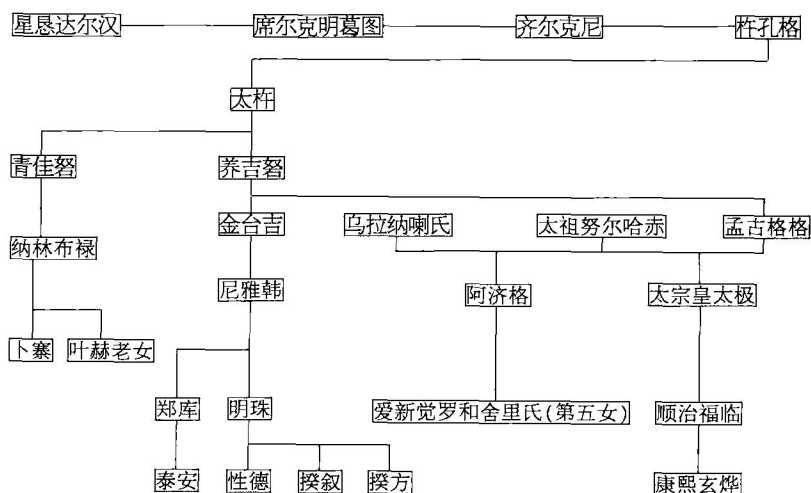 星恳达尔汉 席尔克明葛图 齐尔克尼 杵孔格
太杵
青佳砮 养吉砮
金台吉 乌拉纳喇氏 太祖努尔哈赤 孟古格格
纳林布禄
尼雅韩 阿济格 太宗皇太极
卜寨 叶赫老女
郑库 明珠 爱新觉罗和舍里氏(第五女) 顺治福临
泰安 性德 揆叙 揆方 康熙玄烨